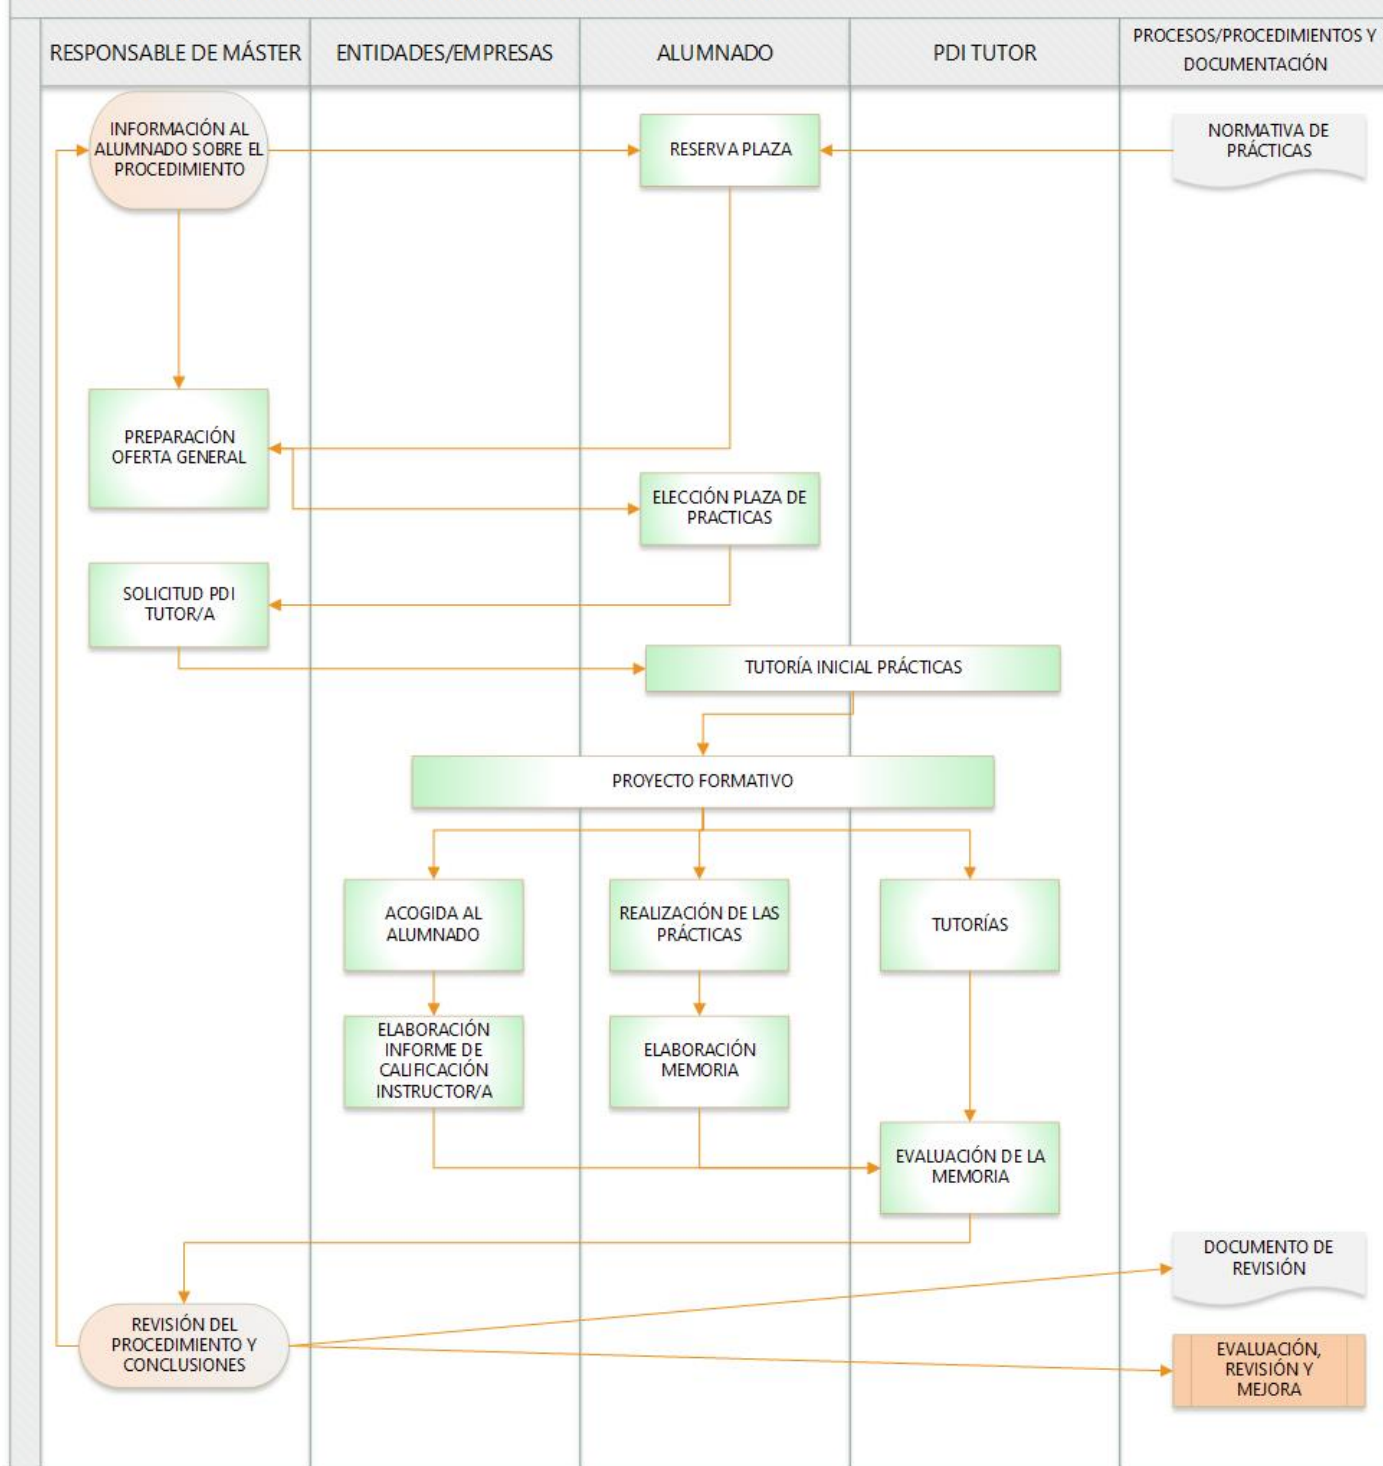 RESPONSABLE DE MÁSTER
ENTIDADES/EMPRESAS
ALUMNADO
PDI TUTOR
PROCESOS/PROCEDIMIENTOS Y
DOCUMENTACIÓN
INFORMACIÓN AL
ALUMNADO SOBRE EL
PROCEDIMIENTO
RESERVA PLAZA
NORMATIVA DE
PRÁCTICAS
PREPARACIÓN
OFERTA GENERAL
ELECCIÓN PLAZA DE
PRACTICAS
SOLICITUD PDI
TUTOR/A
TUTORÍA INICIAL PRÁCTICAS
PROYECTO FORMATIVO
ACOGIDA AL
ALUMNADO
REALIZACIÓN DE LAS
PRÁCTICAS
TUTORÍAS
ELABORACIÓN
INFORME DE
CALIFICACIÓN
INSTRUCTOR/A
ELABORACIÓN
MEMORIA
EVALUACIÓN DE LA
MEMORIA
DOCUMENTO DE
REVISIÓN
REVISIÓN DEL
PROCEDIMIENTO Y
CONCLUSIONES
EVALUACIÓN,
REVISIÓN Y
MEJORA